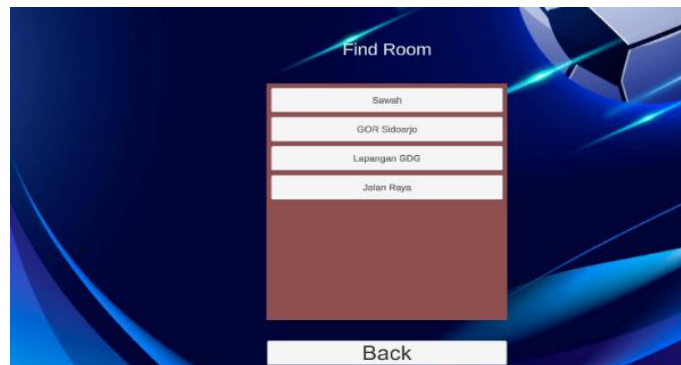 Find Room
Sawah
GOR Sidoarjo
Lapangan GDG
Jalan Raya
Back